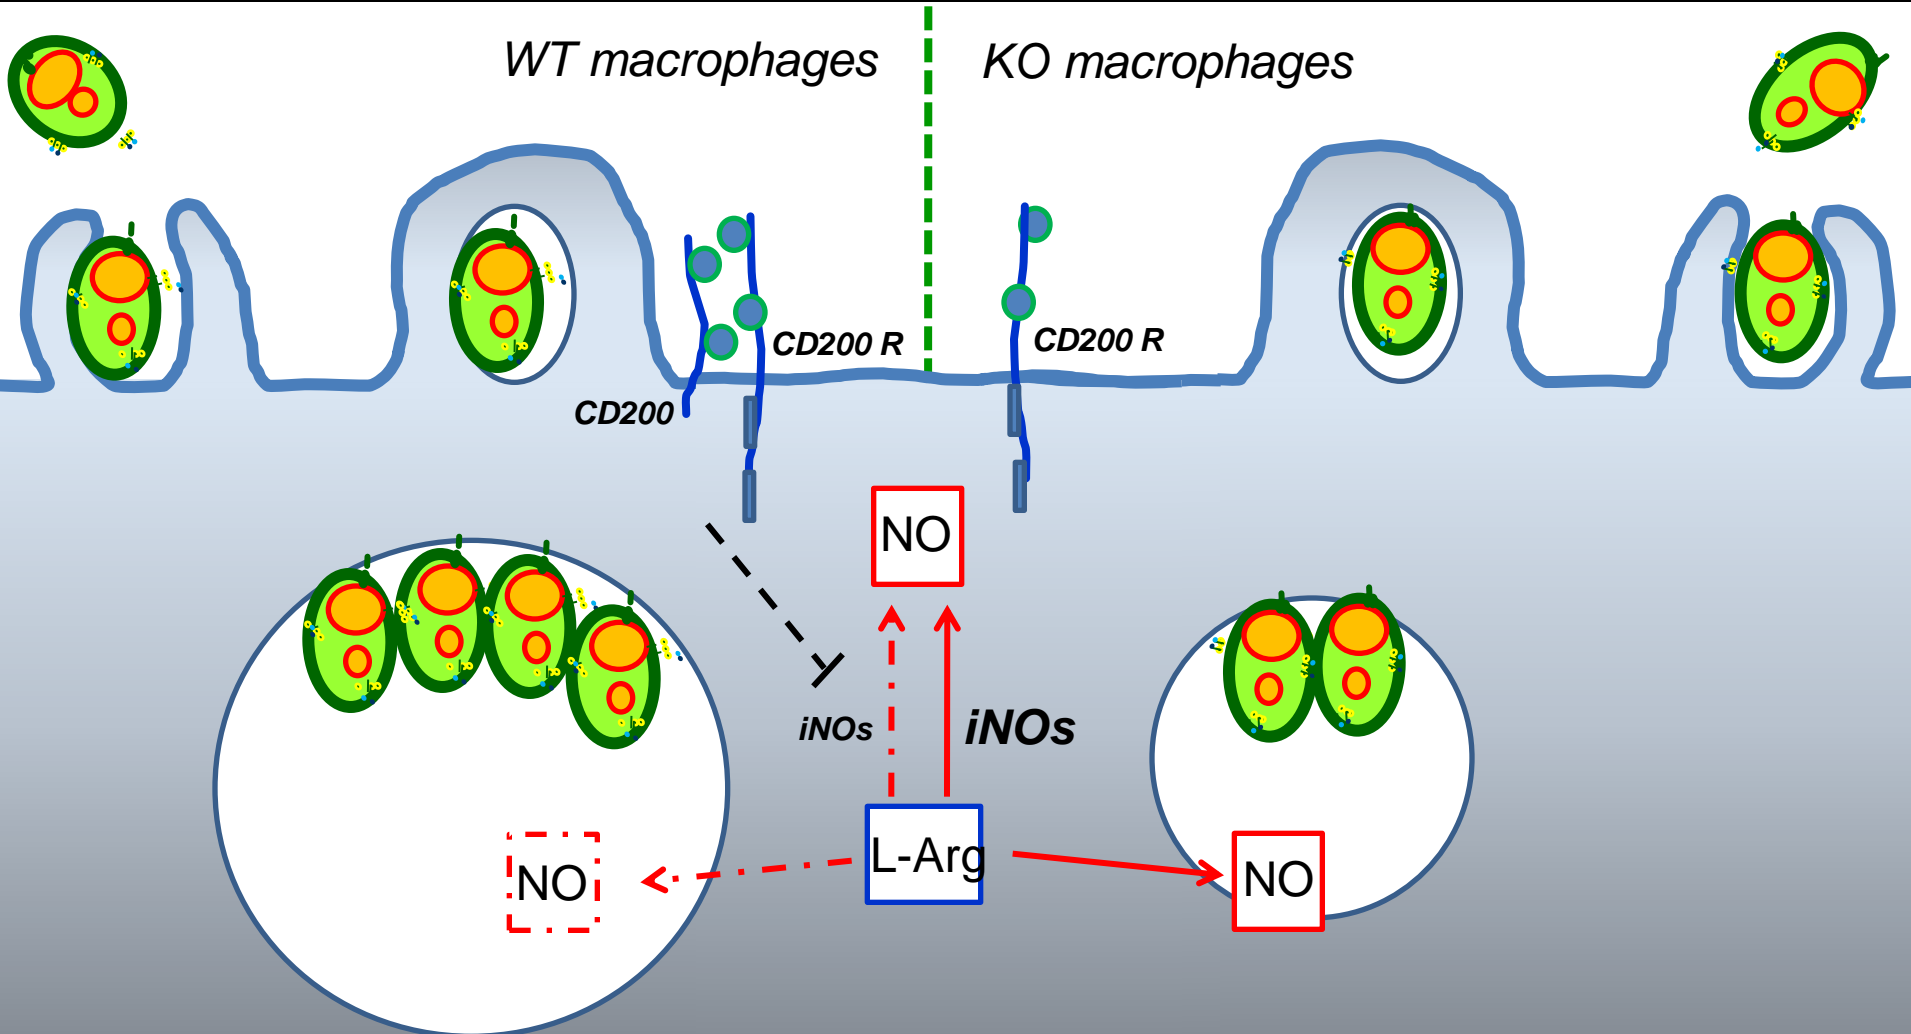 WT macrophages
KO macrophages
CD200 R
CD200 R
CD200
NO
iNOs
iNOs
L-Arg
NO
NO